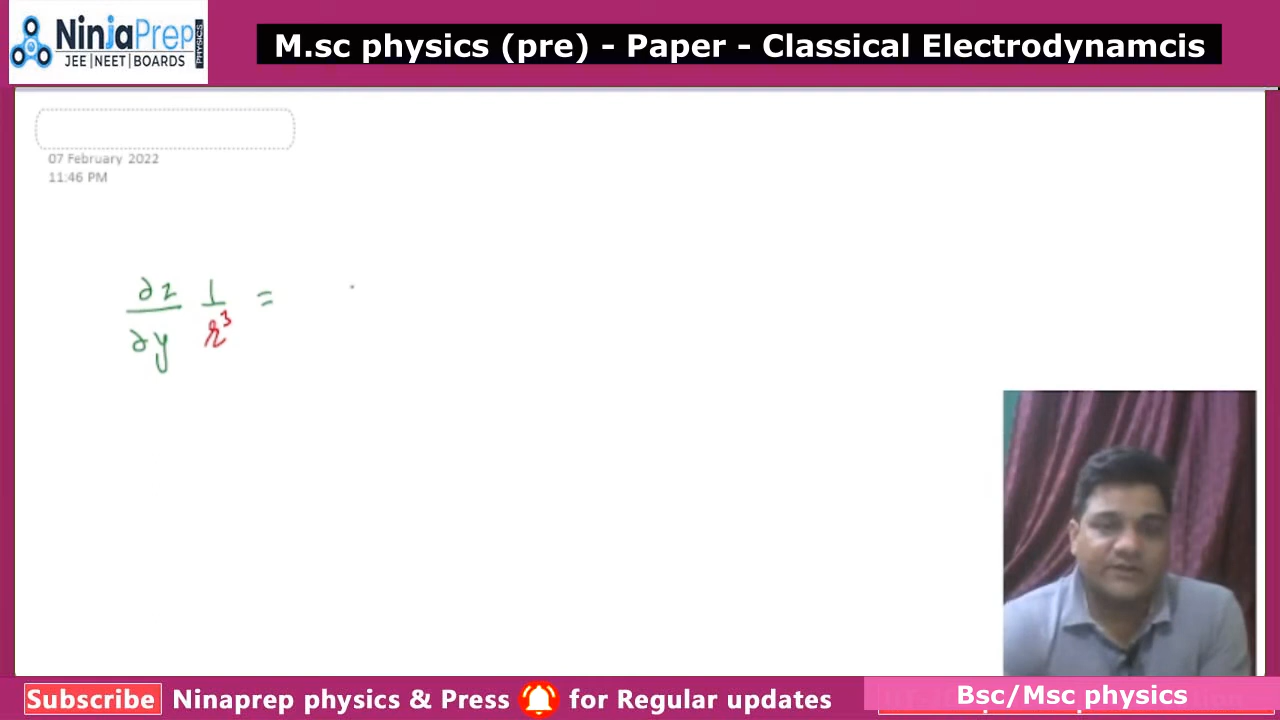 NinjaPrep
JEE | NEET | BOARDS
PHYSICS
M.sc physics (pre) - Paper - Classical Electrodynamcis
07 February 2022
11:46 PM
∂z 1 =
∂y r³
Subscribe Ninaprep physics & Press for Regular updates
Bsc/Msc physics